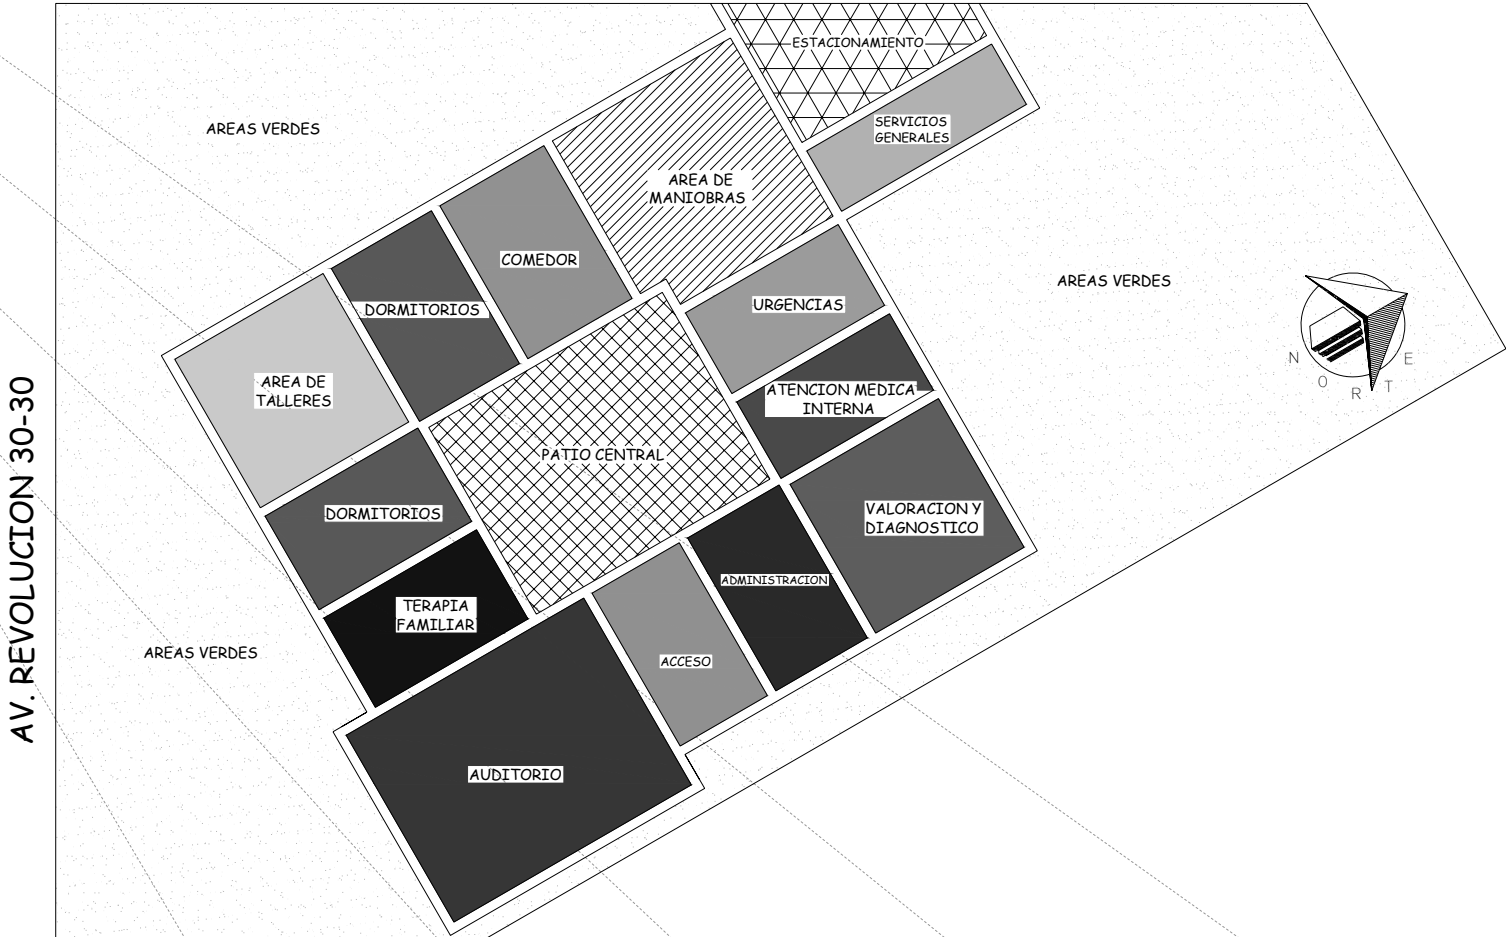 ESTACIONAMIENTO
SERVICIOS
GENERALES
AREAS VERDES
AREA DE
MANIOBRAS
COMEDOR
AREAS VERDES
DORMITORIOS
URGENCIAS
AREA DE
TALLERES
ATENCION MEDICA
INTERNA
N O R T E
PATIO CENTRAL
DORMITORIOS
VALORACION Y
DIAGNOSTICO
ADMINISTRACION
TERAPIA
FAMILIAR
AREAS VERDES
ACCESO
AUDITORIO
AV. REVOLUCION 30-30